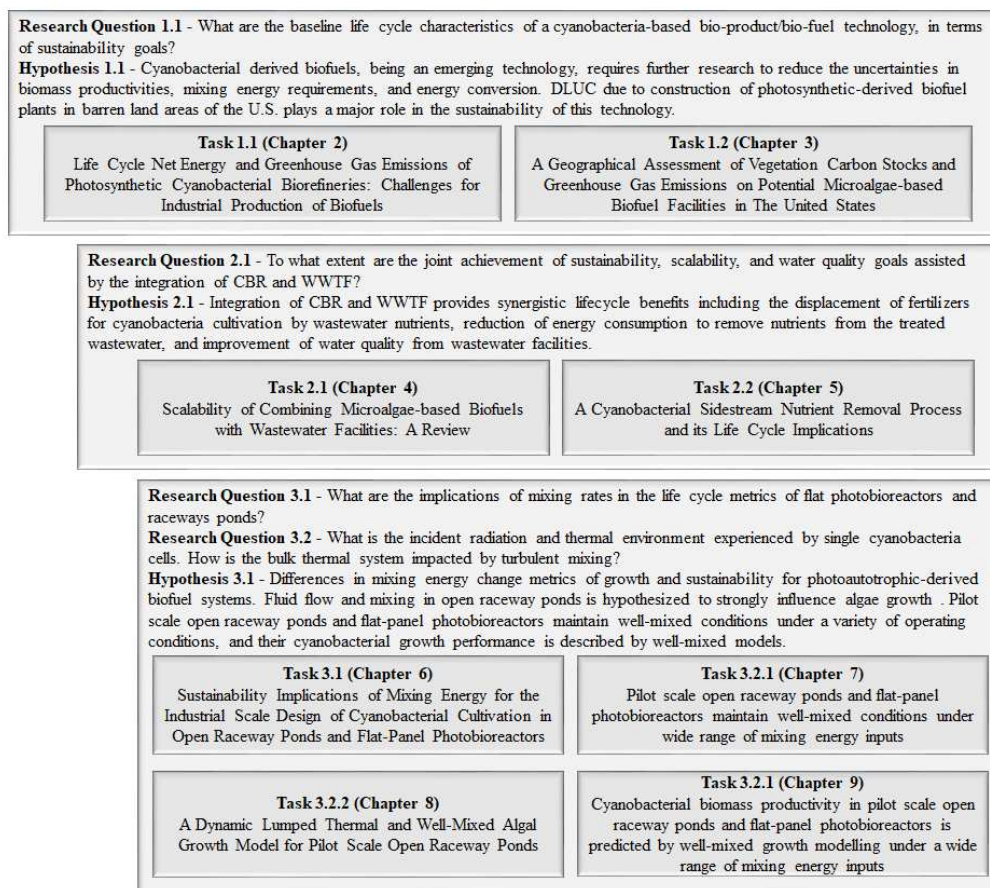 Research Question 1.1 - What are the baseline life cycle characteristics of a cyanobacteria-based bio-product/bio-fuel technology, in terms
of sustainability goals?
Hypothesis 1.1 - Cyanobacterial derived biofuels, being an emerging technology, requires further research to reduce the uncertainties in
biomass productivities, mixing energy requirements, and energy conversion. DLUC due to construction of photosynthetic-derived biofuel
plants in barren land areas of the U.S. plays a major role in the sustainability of this technology.
Task 1.1 (Chapter 2)
Life Cycle Net Energy and Greenhouse Gas Emissions of
Photosynthetic Cyanobacterial Biorefineries: Challenges for
Industrial Production of Biofuels
Task 1.2 (Chapter 3)
A Geographical Assessment of Vegetation Carbon Stocks and
Greenhouse Gas Emissions on Potential Microalgae-based
Biofuel Facilities in The United States
Research Question 2.1 - To what extent are the joint achievement of sustainability, scalability, and water quality goals assisted
by the integration of CBR and WWTF?
Hypothesis 2.1 - Integration of CBR and WWTF provides synergistic lifecycle benefits including the displacement of fertilizers
for cyanobacteria cultivation by wastewater nutrients, reduction of energy consumption to remove nutrients from the treated
wastewater, and improvement of water quality from wastewater facilities.
Task 2.1 (Chapter 4)
Scalability of Combining Microalgae-based Biofuels
with Wastewater Facilities: A Review
Task 2.2 (Chapter 5)
A Cyanobacterial Sidestream Nutrient Removal Process
and its Life Cycle Implications
Research Question 3.1 - What are the implications of mixing rates in the life cycle metrics of flat photobioreactors and
raceways ponds?
Research Question 3.2 - What is the incident radiation and thermal environment experienced by single cyanobacteria
cells. How is the bulk thermal system impacted by turbulent mixing?
Hypothesis 3.1 - Differences in mixing energy change metrics of growth and sustainability for photoautotrophic-derived
biofuel systems. Fluid flow and mixing in open raceway ponds is hypothesized to strongly influence algae growth . Pilot
scale open raceway ponds and flat-panel photobioreactors maintain well-mixed conditions under a variety of operating
conditions, and their cyanobacterial growth performance is described by well-mixed models.
Task 3.1 (Chapter 6)
Sustainability Implications of Mixing Energy for the
Industrial Scale Design of Cyanobacterial Cultivation in
Open Raceway Ponds and Flat-Panel Photobioreactors
Task 3.2.1 (Chapter 7)
Pilot scale open raceway ponds and flat-panel
photobioreactors maintain well-mixed conditions under
wide range of mixing energy inputs
Task 3.2.2 (Chapter 8)
A Dynamic Lumped Thermal and Well-Mixed Algal
Growth Model for Pilot Scale Open Raceway Ponds
Task 3.2.1 (Chapter 9)
Cyanobacterial biomass productivity in pilot scale open
raceway ponds and flat-panel photobioreactors is
predicted by well-mixed growth modelling under a wide
range of mixing energy inputs